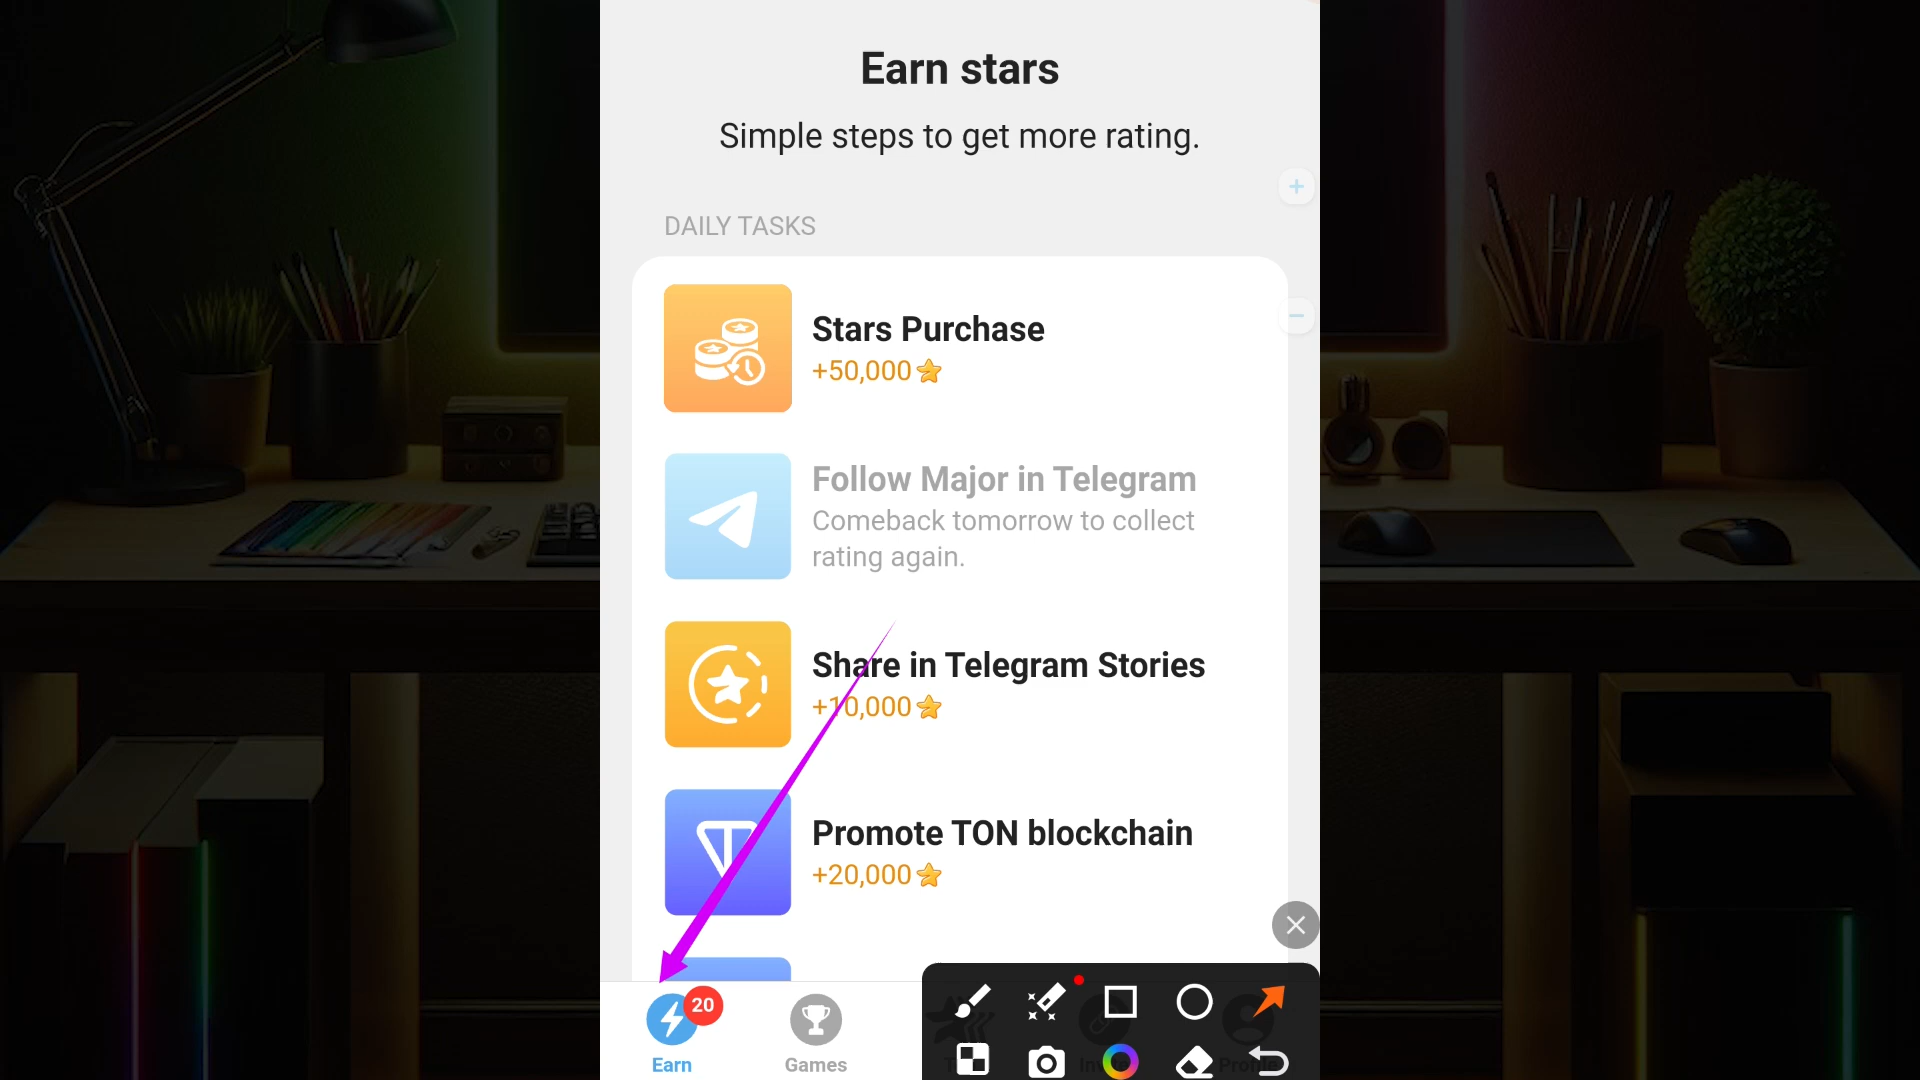 Earn stars
Simple steps to get more rating.
DAILY TASKS
Stars Purchase
+50,000
Follow Major in Telegram
Comeback tomorrow to collect
rating again.
Share in Telegram Stories
+10,000
Promote TON blockchain
+20,000
20
Earn
Games